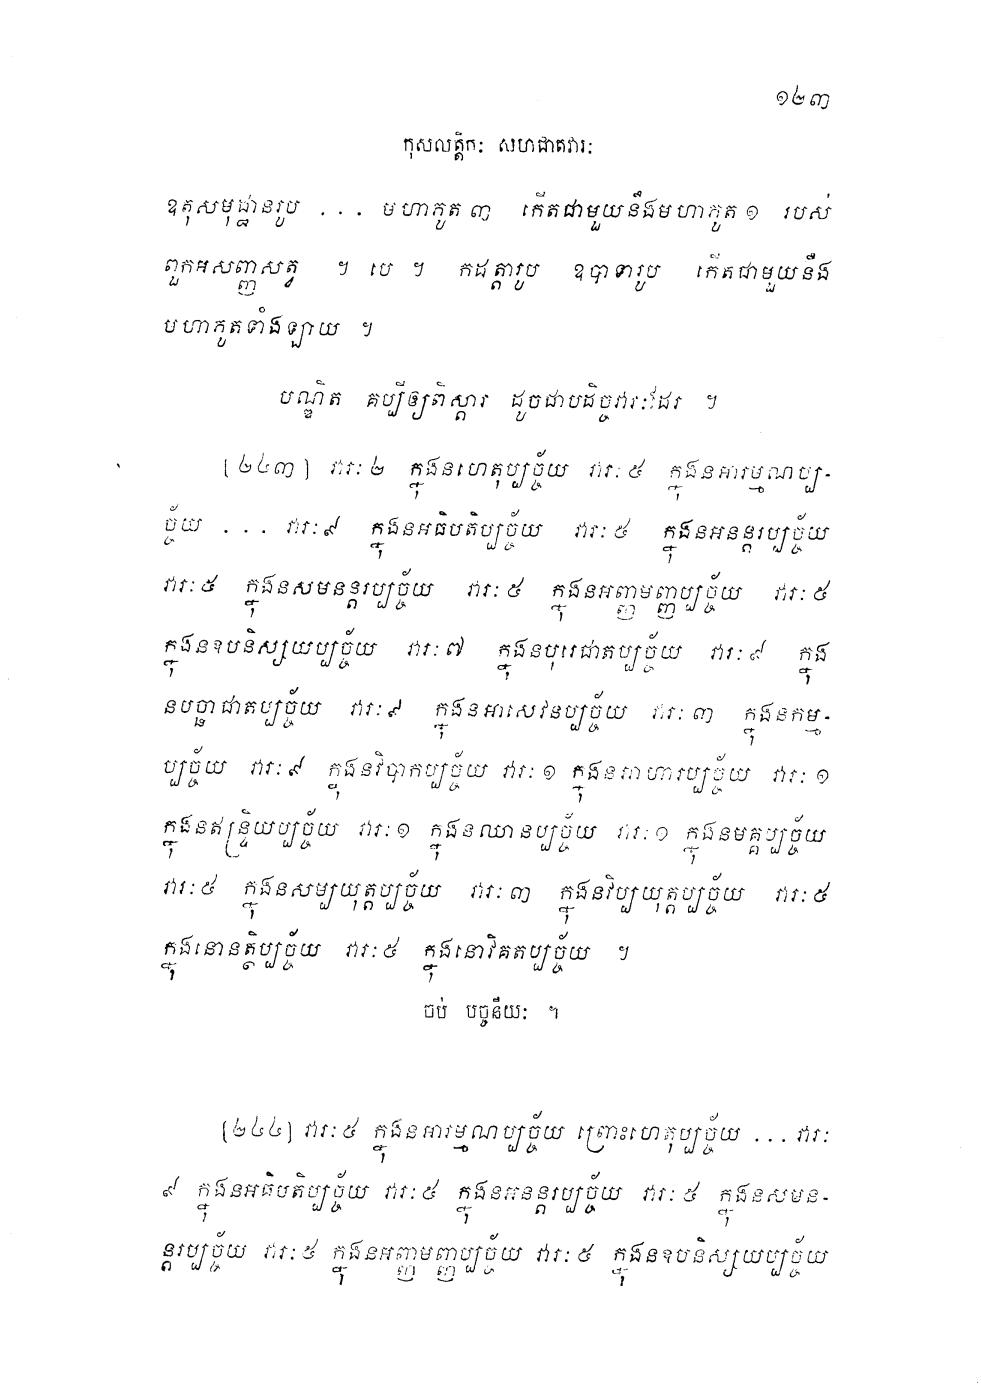 ១២៣
កុសលត្តិកៈ សហជាតវារៈ
ឧតុសមុដ្ឋានរូប ... មហាភូត ៣ កើតជាមួយនឹងមហាភូត ១ របស់
ពួកអសញ្ញសត្វ ។ បេ ។ កដត្តារូប ឧបាទារូប កើតជាមួយនឹង
មហាភូតទាំងឡាយ ។
បណ្ឌិត គប្បីឲ្យពិស្តារ ដូចជាបដិច្ចវារៈដែរ ។
[២៤៣] វារៈ ២ ក្នុងនហេតុប្បច្ច័យ វារៈ ៥ ក្នុងនអារម្មណប្ប-
ច្ច័យ ... វារៈ ៩ ក្នុងនអធិបតិប្បច្ច័យ វារៈ ៥ ក្នុងនអនន្តរប្បច្ច័យ
វារៈ ៥ ក្នុងនសមនន្តរប្បច្ច័យ វារៈ ៥ ក្នុងនអញ្ញមញ្ញប្បច្ច័យ វារៈ ៥
ក្នុងនឧបនិស្សយប្បច្ច័យ វារៈ ៧ ក្នុងនបុរេជាតប្បច្ច័យ វារៈ ៩ ក្នុង
នបច្ឆាជាតប្បច្ច័យ វារៈ ៩ ក្នុងនអាសេវនប្បច្ច័យ វារៈ ៣ ក្នុងនកម្ម-
ប្បច្ច័យ វារៈ ៩ ក្នុងនវិបាកប្បច្ច័យ វារៈ ១ ក្នុងនអាហារប្បច្ច័យ វារៈ ១
ក្នុងនឥន្ទ្រិយប្បច្ច័យ វារៈ ១ ក្នុងនឈានប្បច្ច័យ វារៈ ១ ក្នុងនមគ្គប្បច្ច័យ
វារៈ ៥ ក្នុងនសម្បយុត្តប្បច្ច័យ វារៈ ៣ ក្នុងនវិប្បយុត្តប្បច្ច័យ វារៈ ៥
ក្នុងនោនត្ថិប្បច្ច័យ វារៈ ៥ ក្នុងនោវិគតប្បច្ច័យ ។
ចប់ បច្ចនីយៈ ។
[២៤៤] វារៈ ៥ ក្នុងនអារម្មណប្បច្ច័យ ព្រោះហេតុប្បច្ច័យ ... វារៈ
៩ ក្នុងនអធិបតិប្បច្ច័យ វារៈ ៥ ក្នុងនអនន្តរប្បច្ច័យ វារៈ ៥ ក្នុងនសមន-
ន្តរប្បច្ច័យ វារៈ ៥ ក្នុងនអញ្ញមញ្ញប្បច្ច័យ វារៈ ៥ ក្នុងនឧបនិស្សយប្បច្ច័យ